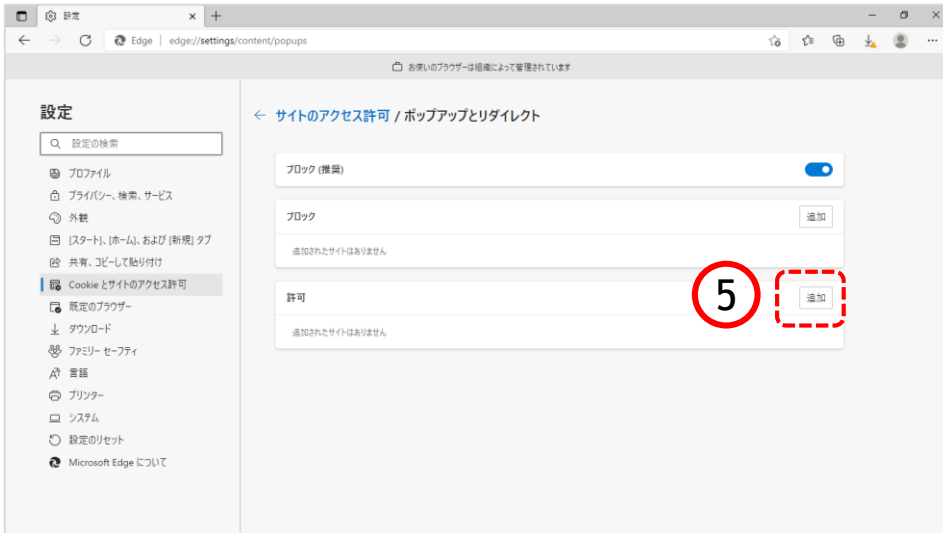 設定
Edge | edge://settings/content/popups
お使いのブラウザーは組織によって管理されています
設定
設定の検索
プロファイル
プライバシー、検索、サービス
外観
[スタート]、[ホーム]、および [新規] タブ
共有、コピーして貼り付け
Cookie とサイトのアクセス許可
既定のブラウザー
ダウンロード
ファミリー セーフティ
言語
プリンター
システム
設定のリセット
Microsoft Edge について
サイトのアクセス許可 / ポップアップとリダイレクト
ブロック (推奨)
ブロック 追加
追加されたサイトはありません
許可 5 追加
追加されたサイトはありません